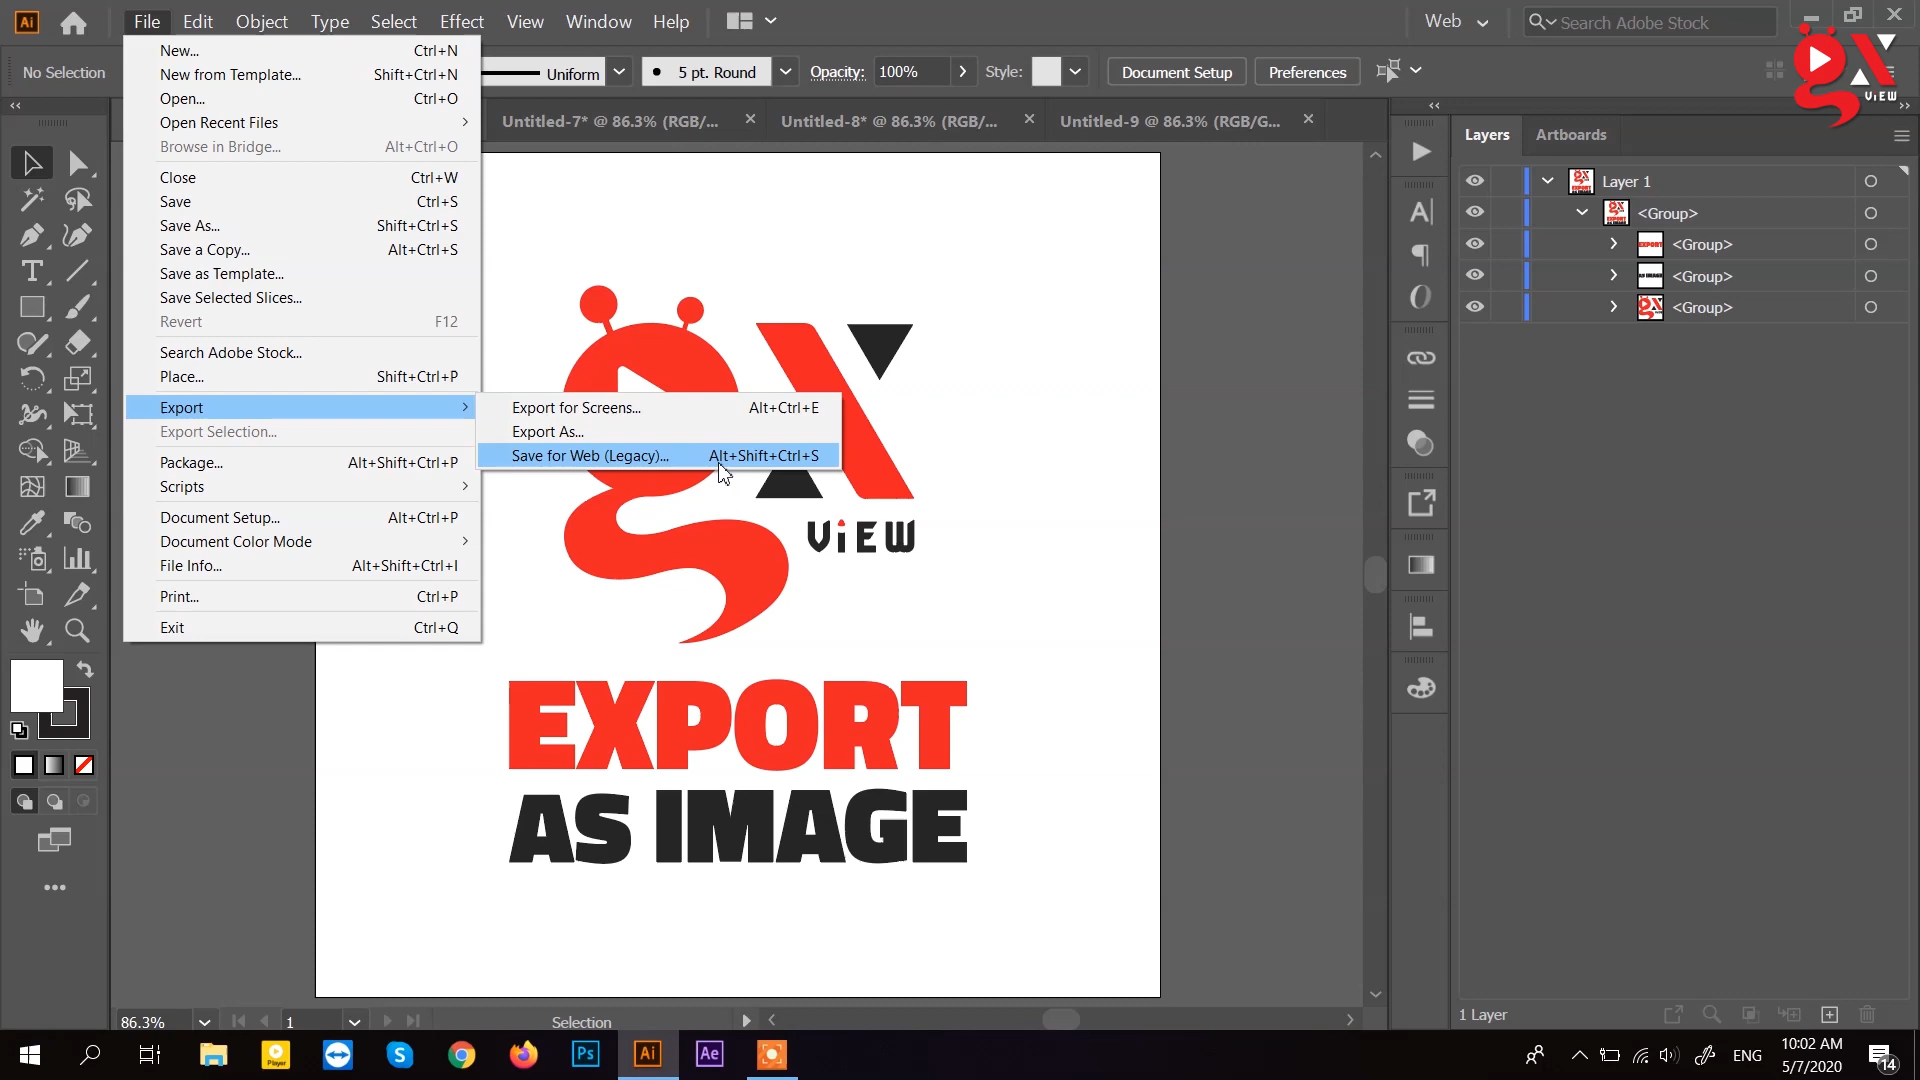 Ai File Edit Object Type Select Effect View Window Help Web Search Adobe Stock
No Selection Uniform 5 pt. Round Opacity: 100% Style: Document Setup Preferences
ViEW
Untitled-7* @ 86.3% (RGB/... Untitled-8* @ 86.3% (RGB/... Untitled-9 @ 86.3% (RGB/G...
New... Ctrl+N
New from Template... Shift+Ctrl+N
Open... Ctrl+O
Open Recent Files
Browse in Bridge... Alt+Ctrl+O
Close Ctrl+W
Save Ctrl+S
Save As... Shift+Ctrl+S
Save a Copy... Alt+Ctrl+S
Save as Template...
Save Selected Slices...
Revert F12
Search Adobe Stock...
Place... Shift+Ctrl+P
Export
Export Selection...
Package... Alt+Shift+Ctrl+P
Scripts
Document Setup... Alt+Ctrl+P
Document Color Mode
File Info... Alt+Shift+Ctrl+I
Print... Ctrl+P
Exit Ctrl+Q
Export for Screens... Alt+Ctrl+E
Export As...
Save for Web (Legacy)... Alt+Shift+Ctrl+S
ViEW
EXPORT
AS IMAGE
Layers Artboards
Layer 1
<Group>
<Group>
<Group>
<Group>
1 Layer
86.3% 1 Selection
Player Ps Ai Ae ENG 10:02 AM
5/7/2020 14